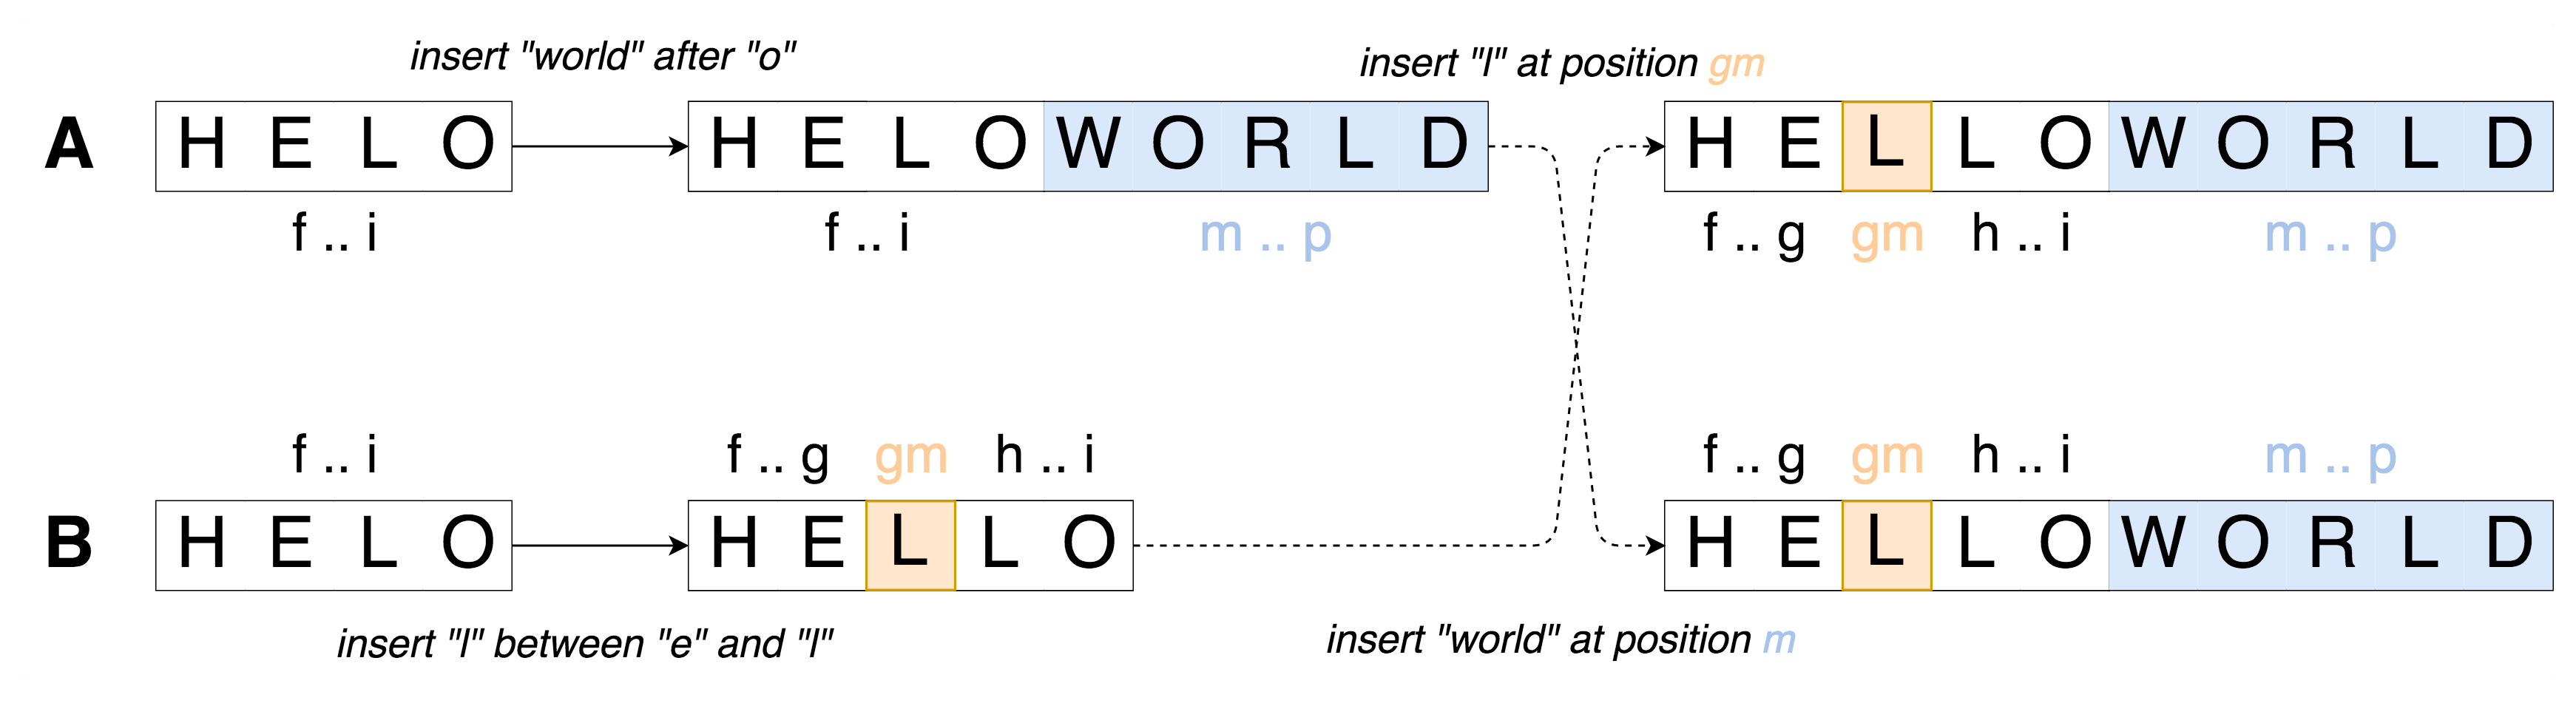 insert "world" after "o"
insert "l" at position gm
A
H E L O
H E L O W O R L D
H E L L O W O R L D
f .. i
f .. i
m .. p
f .. g gm h .. i
m .. p
f .. i
f .. g gm h .. i
f .. g gm h .. i
m .. p
B
H E L O
H E L L O
H E L L O W O R L D
insert "l" between "e" and "l"
insert "world" at position m